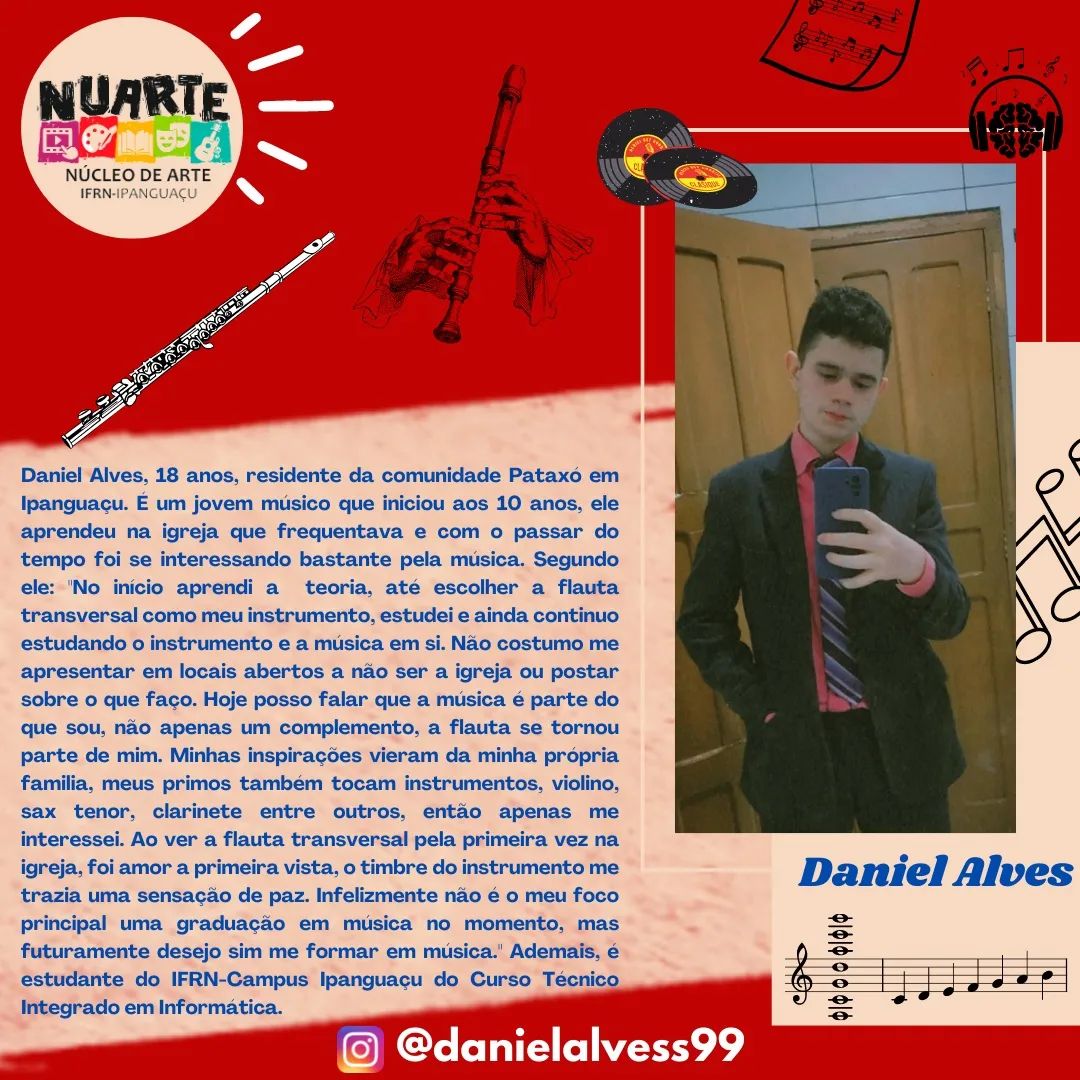 NUARTE
NÚCLEO DE ARTE
IFRN-IPANGUAÇU
CLASIQUE
Daniel Alves, 18 anos, residente da comunidade Pataxó em
Ipanguaçu. É um jovem músico que iniciou aos 10 anos, ele
aprendeu na igreja que frequentava e com o passar do
tempo foi se interessando bastante pela música. Segundo
ele: "No início aprendi a  teoria, até escolher a flauta
transversal como meu instrumento, estudei e ainda continuo
estudando o instrumento e a música em si. Não costumo me
apresentar em locais abertos a não ser a igreja ou postar
sobre o que faço. Hoje posso falar que a música é parte do
que sou, não apenas um complemento, a flauta se tornou
parte de mim. Minhas inspirações vieram da minha própria
familia, meus primos também tocam instrumentos, violino,
sax tenor, clarinete entre outros, então apenas me
interessei. Ao ver a flauta transversal pela primeira vez na
igreja, foi amor a primeira vista, o timbre do instrumento me
trazia uma sensação de paz. Infelizmente não é o meu foco
principal uma graduação em música no momento, mas
futuramente desejo sim me formar em música." Ademais, é
estudante do IFRN-Campus Ipanguaçu do Curso Técnico
Integrado em Informática.
Daniel Alves
@danielalvess99